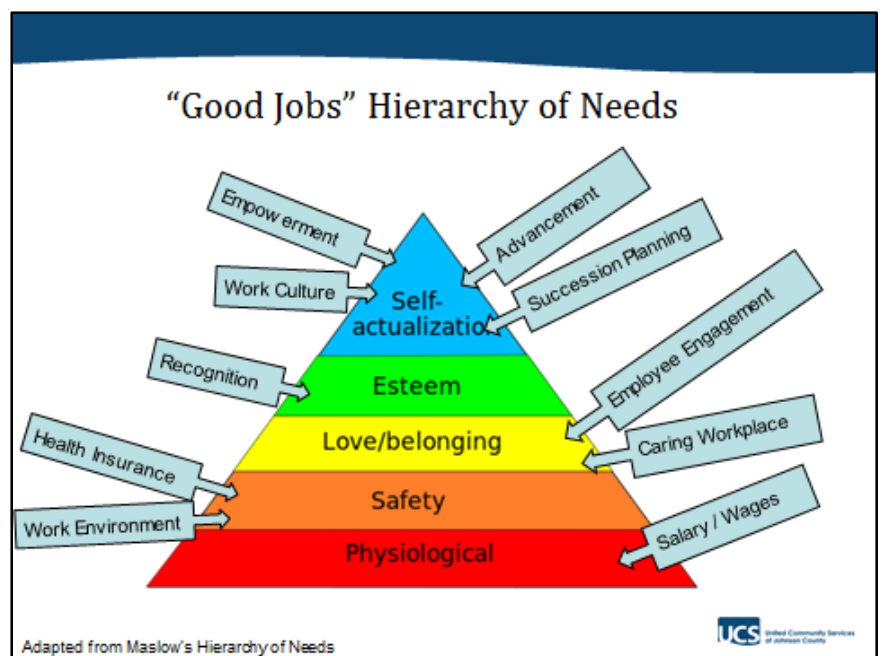 “Good Jobs” Hierarchy of Needs
Empowerment
Advancement
Work Culture
Succession Planning
Self-
actualization
Recognition
Esteem
Employee Engagement
Love/belonging
Caring Workplace
Health Insurance
Safety
Work Environment
Salary / Wages
Physiological
UCS
United Community Services
of Johnson County
Adapted from Maslow's Hierarchy of Needs